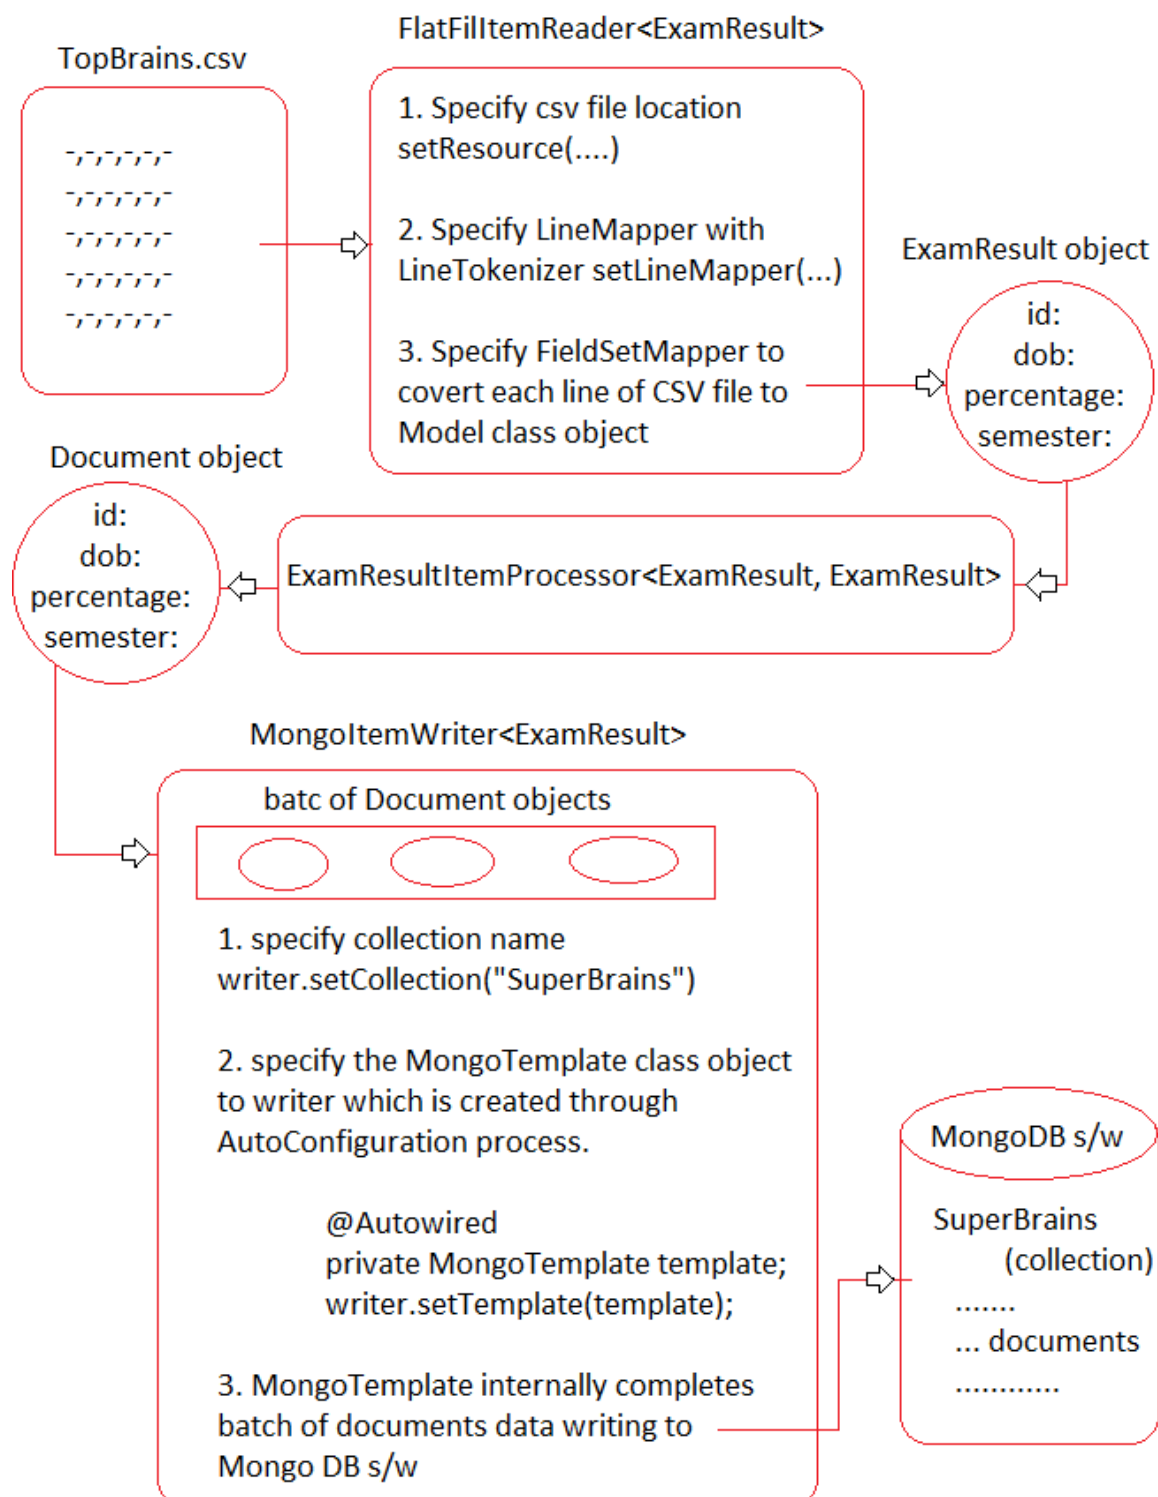 FlatFilItemReader<ExamResult>
TopBrains.csv
-,-,-,-,-,-
-,-,-,-,-,-
-,-,-,-,-,-
-,-,-,-,-,-
-,-,-,-,-,-
1. Specify csv file location
setResource(....)
2. Specify LineMapper with
LineTokenizer setLineMapper(...)
3. Specify FieldSetMapper to
covert each line of CSV file to
Model class object
ExamResult object
id:
dob:
percentage:
semester:
Document object
id:
dob:
percentage:
semester:
ExamResultItemProcessor<ExamResult, ExamResult>
MongoItemWriter<ExamResult>
batc of Document objects
1. specify collection name
writer.setCollection("SuperBrains")
2. specify the MongoTemplate class object
to writer which is created through
AutoConfiguration process.
@Autowired
private MongoTemplate template;
writer.setTemplate(template);
3. MongoTemplate internally completes
batch of documents data writing to
Mongo DB s/w
MongoDB s/w
SuperBrains
(collection)
.......
... documents
............